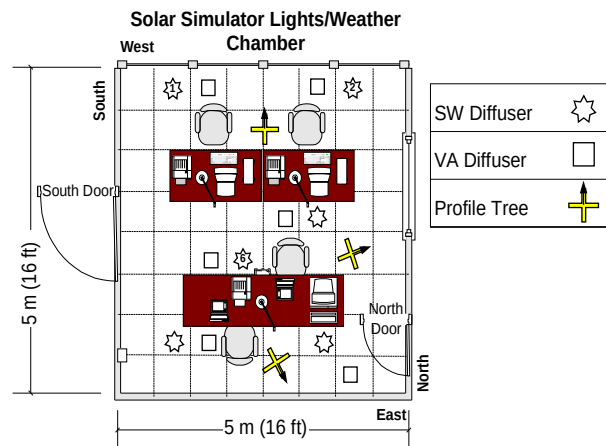 Solar Simulator Lights/Weather
Chamber
West
South
1
2
SW Diffuser
VA Diffuser
Profile Tree
South Door
5 m (16 ft)
6
North
Door
North
East
5 m (16 ft)